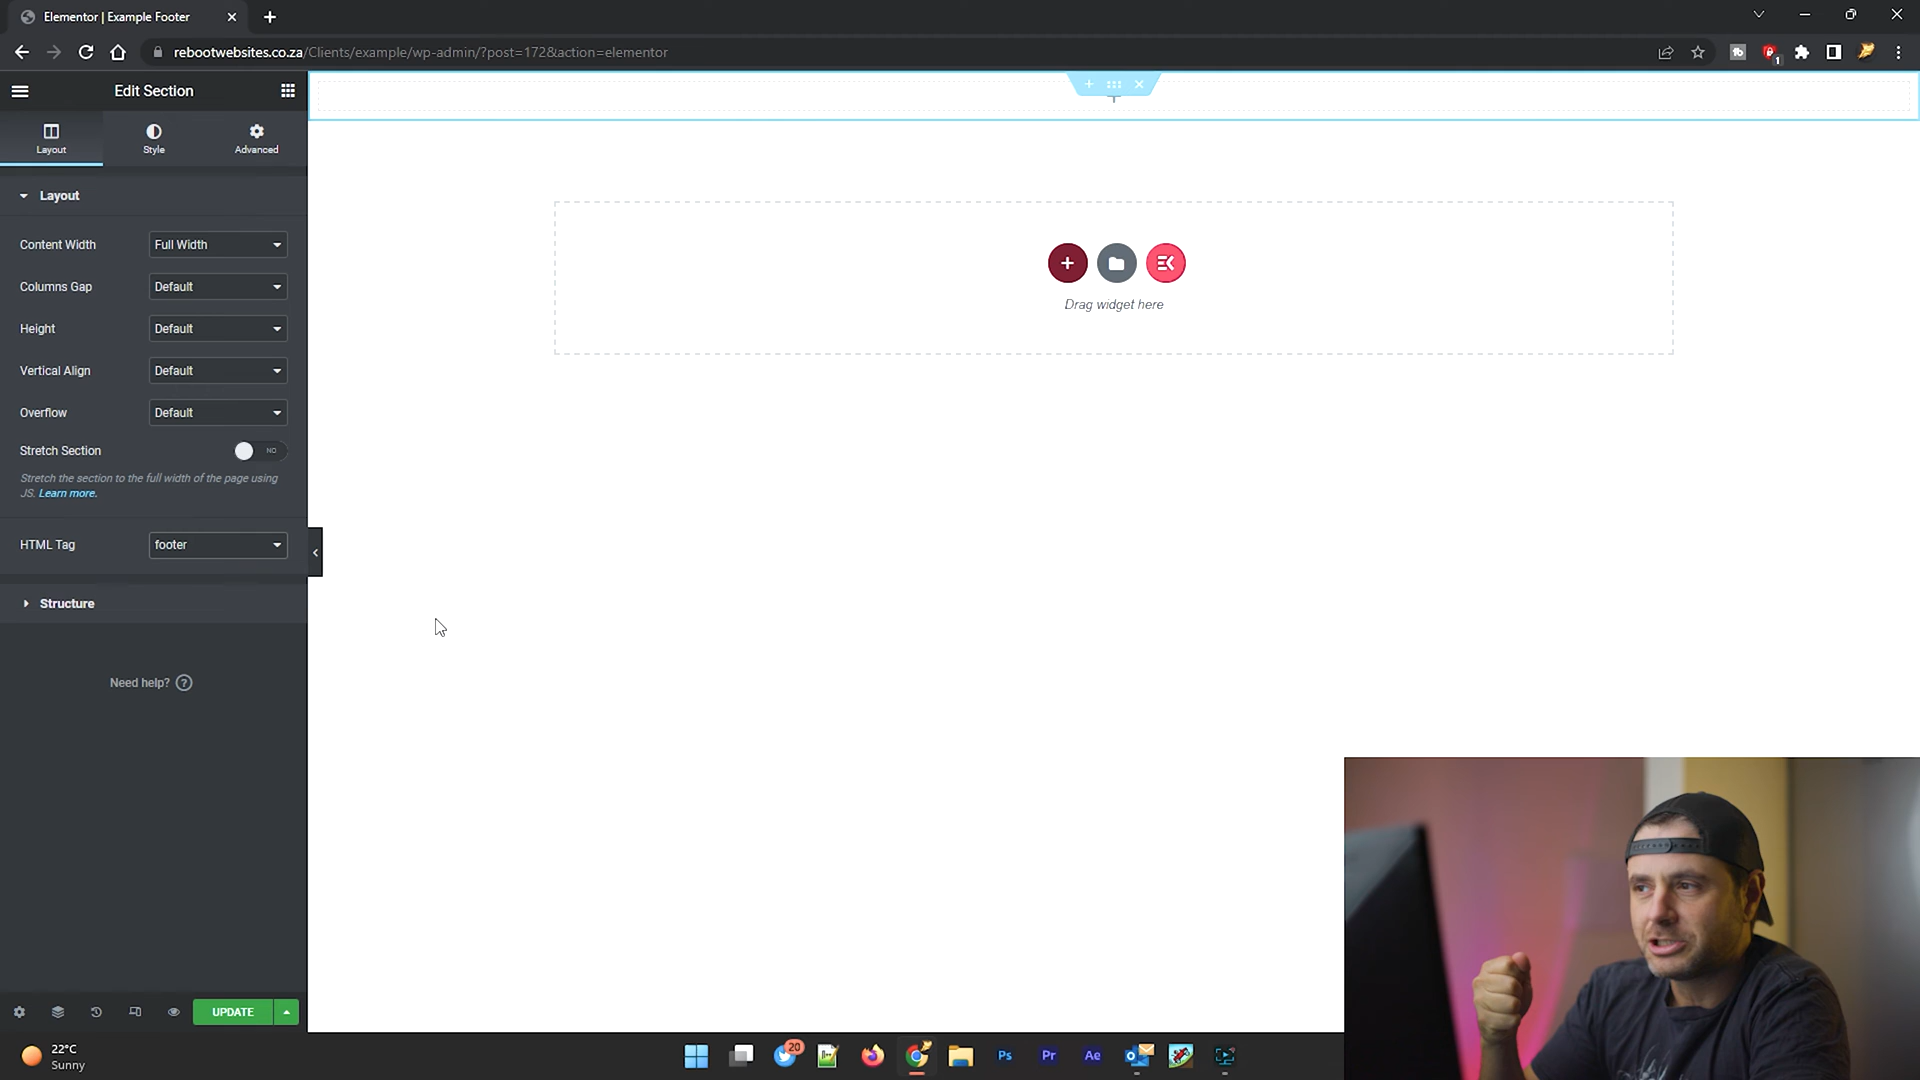 Elementor | Example Footer
rebootwebsites.co.za/Clients/example/wp-admin/?post=172&action=elementor
1
Edit Section
Layout
Style
Advanced
Layout
Content Width
Full Width
Columns Gap
Default
Height
Default
Vertical Align
Default
Overflow
Default
Stretch Section
NO
Stretch the section to the full width of the page using
JS. Learn more.
HTML Tag
footer
Structure
Need help? ?
UPDATE
Drag widget here
22°C
Sunny
20
Ps
Pr
Ae